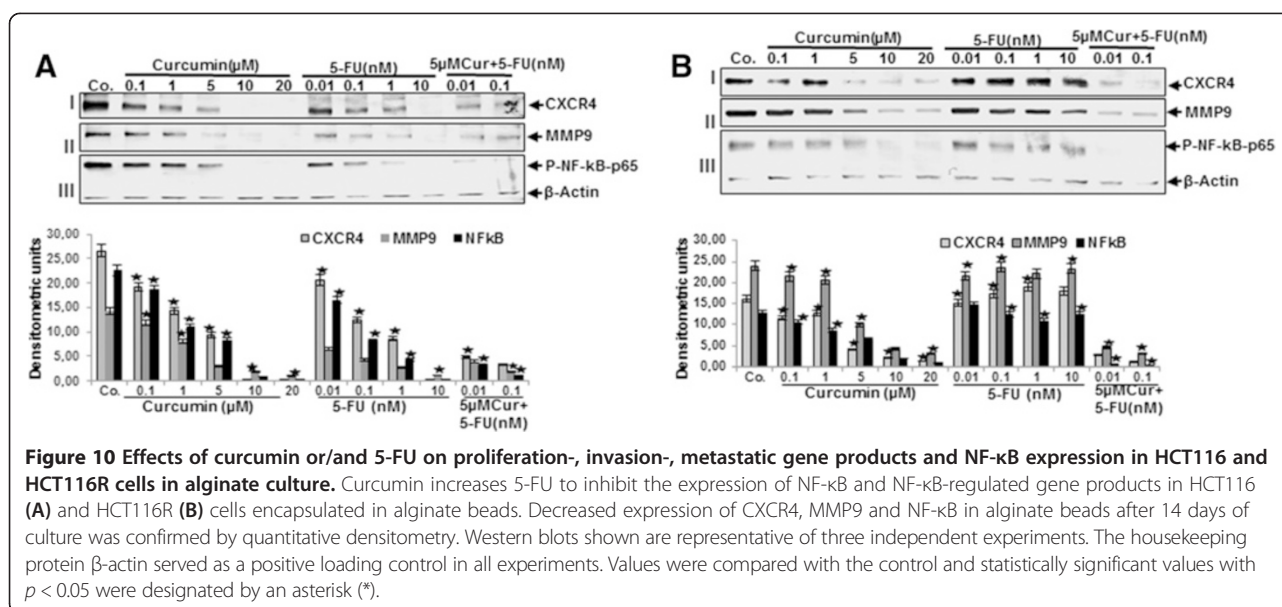 A
Curcumin(µM) 5-FU(nM) 5µMCur+5-FU(nM)
Co. 0.1 1 5 10 20 0.01 0.1 1 10 0.01 0.1
I CXCR4
II MMP9
P-NF-kB-p65
III
β-Actin
CXCR4 MMP9 NFkB
Densitometric units
30,00
25,00
20,00
15,00
10,00
5,00
0,00
Co. 0.1 1 5 10 20 0.01 0.1 1 10 0.01 0.1
Curcumin (µM) 5-FU (nM) 5µMCur+
5-FU(nM)
B
Curcumin(µM) 5-FU(nM) 5µMCur+5-FU(nM)
Co. 0.1 1 5 10 20 0.01 0.1 1 10 0.01 0.1
I CXCR4
II MMP9
P-NF-kB-p65
III
β-Actin
CXCR4 MMP9 NFkB
Densitometric units
30,00
25,00
20,00
15,00
10,00
5,00
0,00
Co. 0.1 1 5 10 20 0.01 0.1 1 10 0.01 0.1
Curcumin (µM) 5-FU (nM) 5µMCur+
5-FU(nM)
Figure 10 Effects of curcumin or/and 5-FU on proliferation-, invasion-, metastatic gene products and NF-κB expression in HCT116 and
HCT116R cells in alginate culture. Curcumin increases 5-FU to inhibit the expression of NF-κB and NF-κB-regulated gene products in HCT116
(A) and HCT116R (B) cells encapsulated in alginate beads. Decreased expression of CXCR4, MMP9 and NF-κB in alginate beads after 14 days of
culture was confirmed by quantitative densitometry. Western blots shown are representative of three independent experiments. The housekeeping
protein β-actin served as a positive loading control in all experiments. Values were compared with the control and statistically significant values with
p < 0.05 were designated by an asterisk (*).